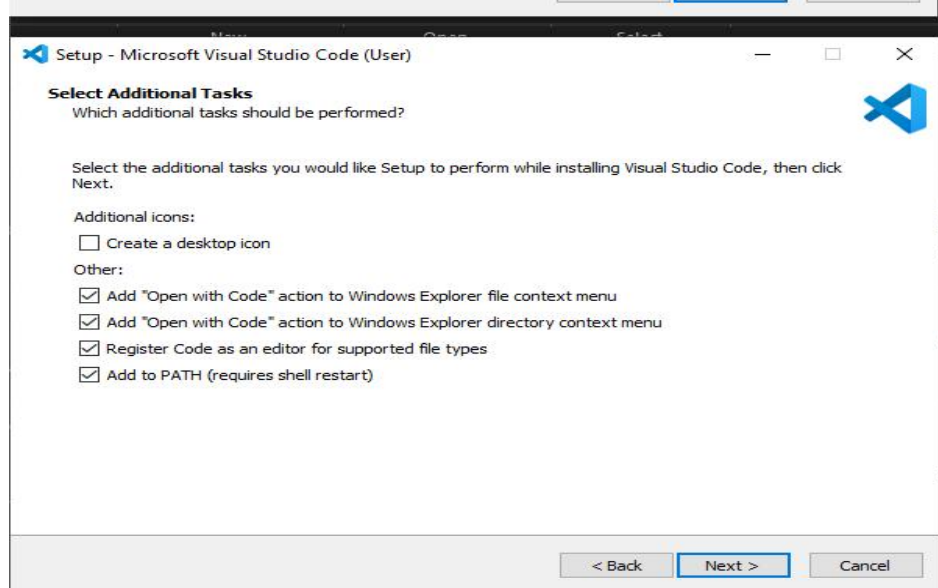 New Open Select
Setup - Microsoft Visual Studio Code (User)
Select Additional Tasks
Which additional tasks should be performed?
Select the additional tasks you would like Setup to perform while installing Visual Studio Code, then click
Next.
Additional icons:
Create a desktop icon
Other:
Add "Open with Code" action to Windows Explorer file context menu
Add "Open with Code" action to Windows Explorer directory context menu
Register Code as an editor for supported file types
Add to PATH (requires shell restart)
< Back Next > Cancel